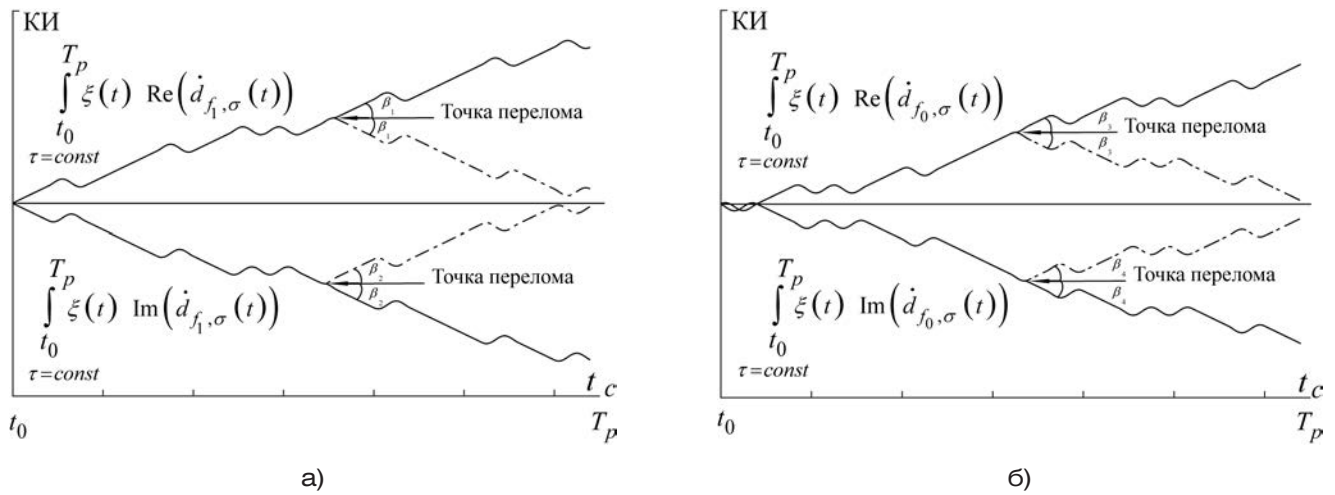 КИ
∫_{t_0}^{T_p} ξ(t) Re(ḋ_{f_1,σ}(t))
τ=const
β_1
β_1
Точка перелома
β_2
β_2
Точка перелома
∫_{t_0}^{T_p} ξ(t) Im(ḋ_{f_1,σ}(t))
τ=const
t c
t_0
T_p
а)
КИ
∫_{t_0}^{T_p} ξ(t) Re(ḋ_{f_0,σ}(t))
τ=const
β_3
β_3
Точка перелома
β_4
β_4
Точка перелома
∫_{t_0}^{T_p} ξ(t) Im(ḋ_{f_0,σ}(t))
τ=const
t c
t_0
T_p
б)